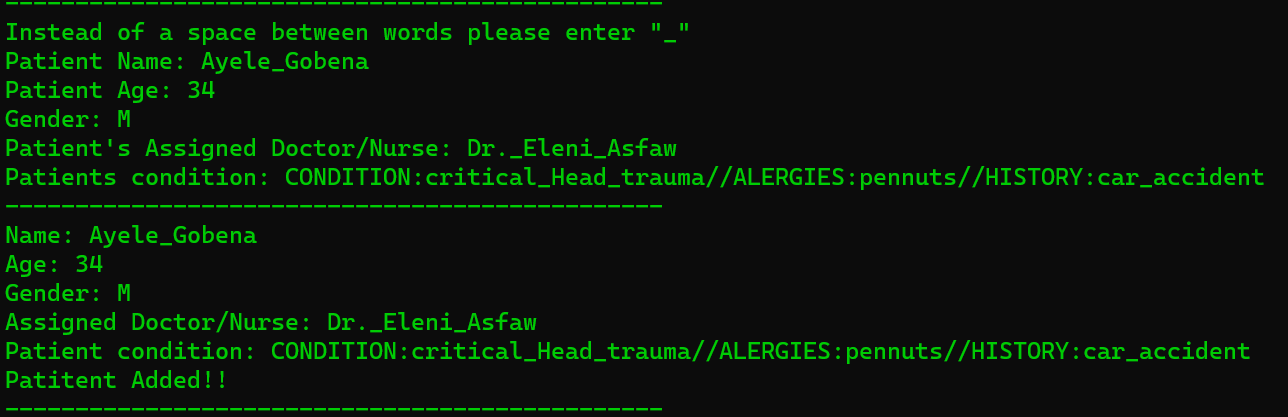 -----------------------------------------------
Instead of a space between words please enter "_"
Patient Name: Ayele_Gobena
Patient Age: 34
Gender: M
Patient's Assigned Doctor/Nurse: Dr._Eleni_Asfaw
Patients condition: CONDITION:critical_Head_trauma//ALERGIES:pennuts//HISTORY:car_accident
-----------------------------------------------
Name: Ayele_Gobena
Age: 34
Gender: M
Assigned Doctor/Nurse: Dr._Eleni_Asfaw
Patient condition: CONDITION:critical_Head_trauma//ALERGIES:pennuts//HISTORY:car_accident
Patitent Added!!
-----------------------------------------------